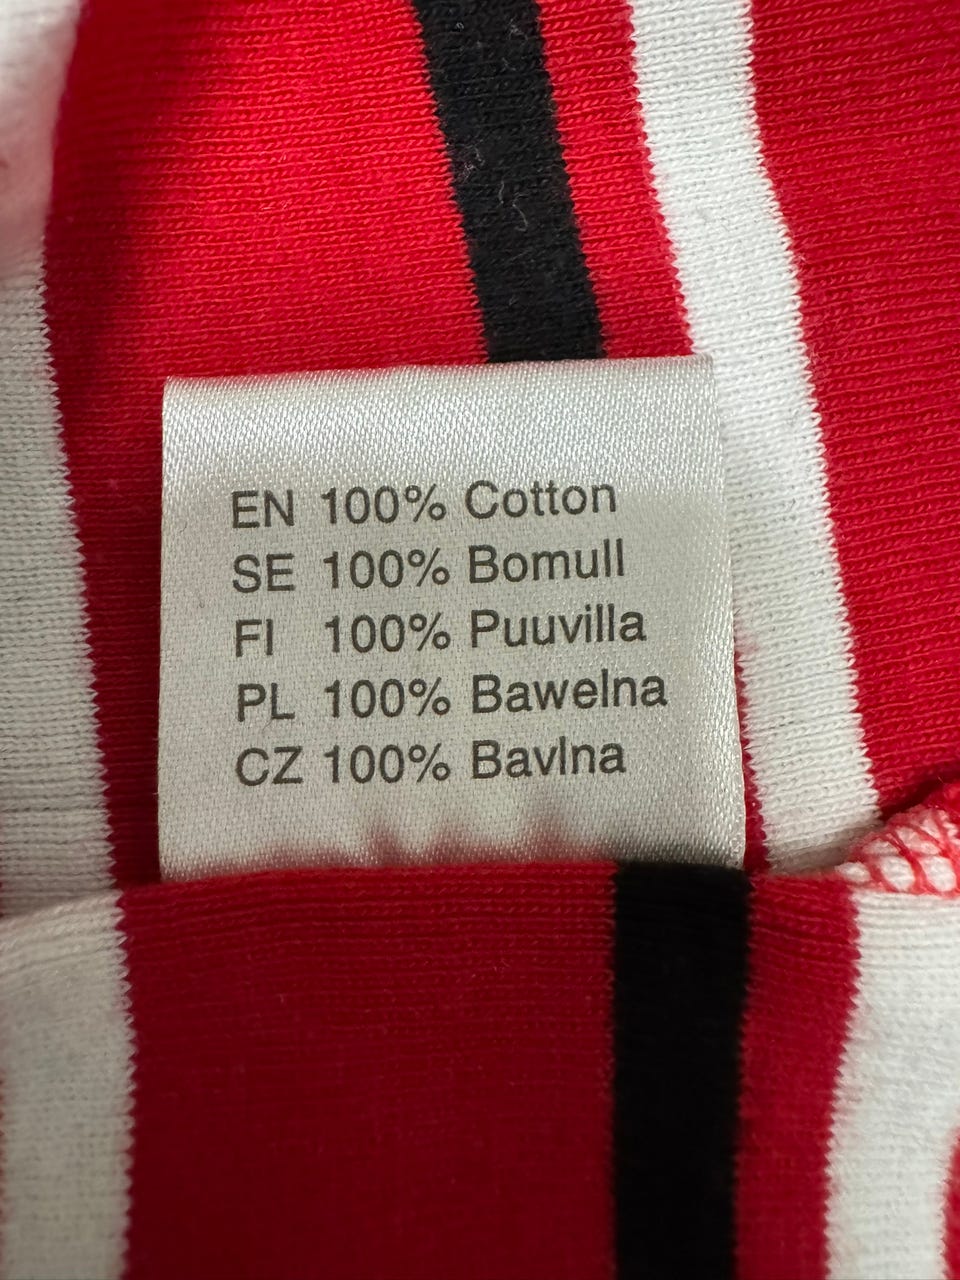 EN 100% Cotton
SE 100% Bomull
FI 100% Puuvilla
PL 100% Bawelna
CZ 100% Bavlna